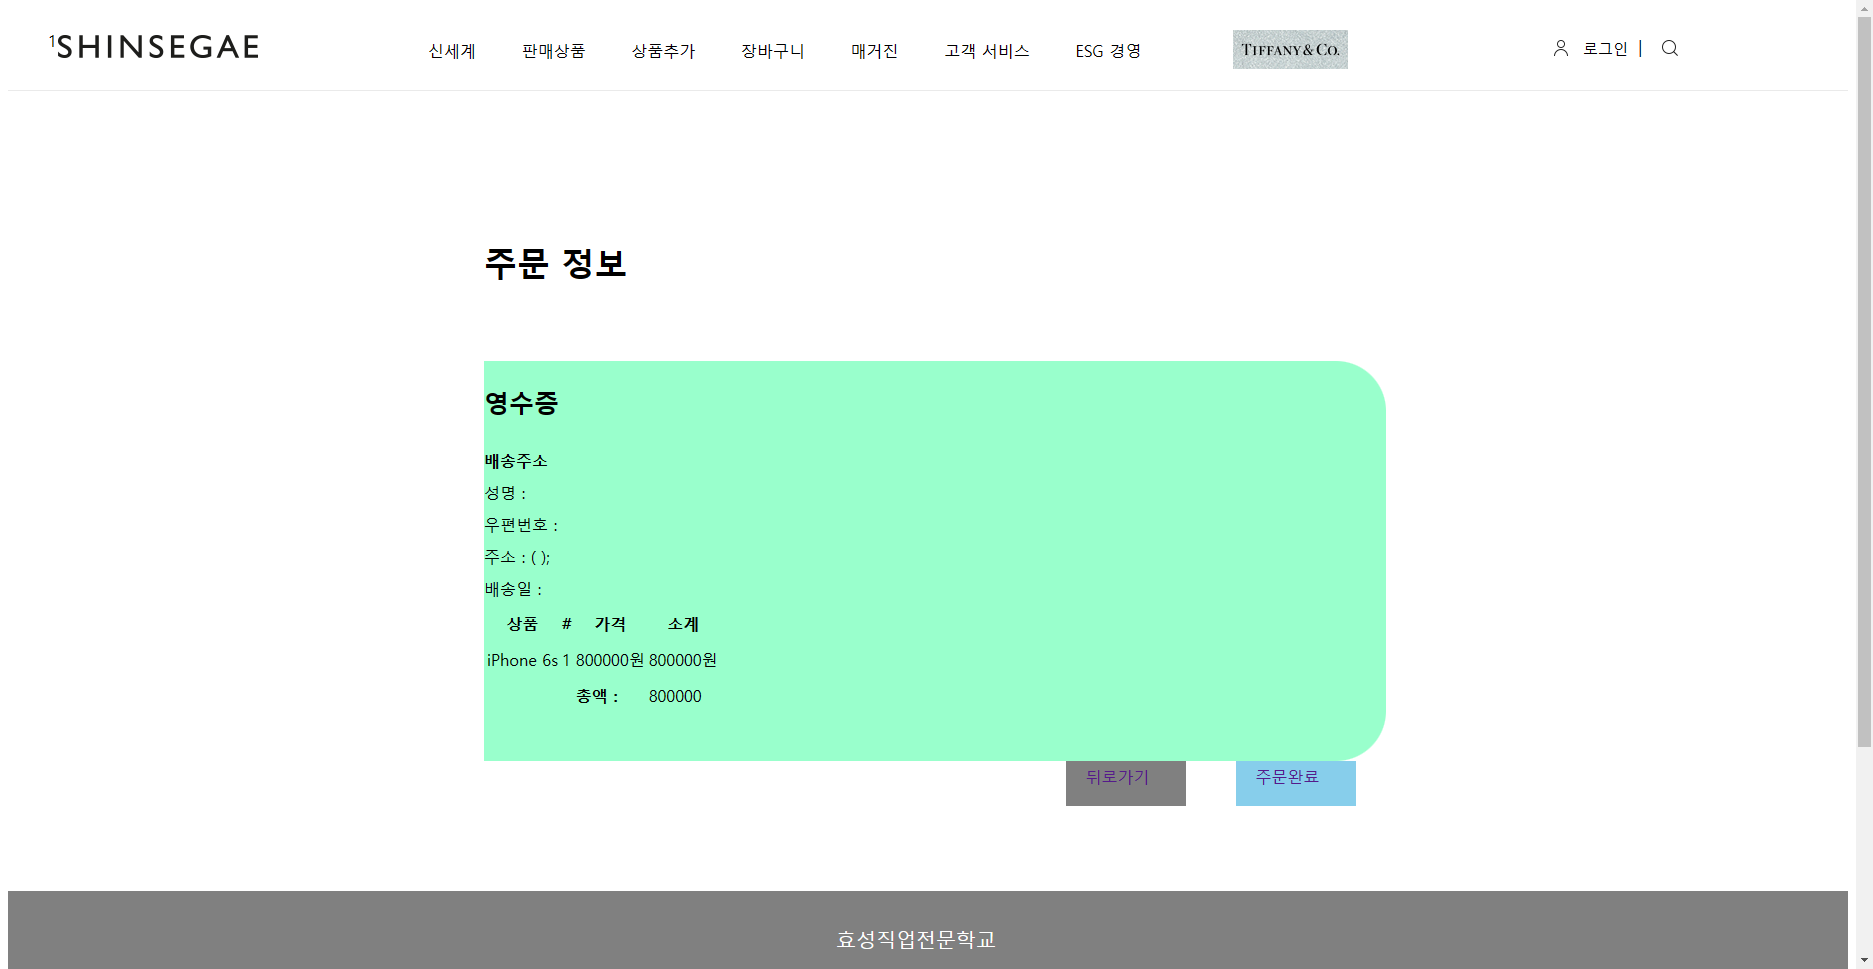 1SHINSEGAE
신세계 판매상품 상품추가 장바구니 매거진 고객 서비스 ESG 경영 TIFFANY & CO. 로그인 |
주문 정보
영수증
배송주소
성명 :
우편번호 :
주소 : ( );
배송일 :
상품 # 가격 소계
iPhone 6s 1 800000원 800000원
총액 : 800000
뒤로가기 주문완료
효성직업전문학교